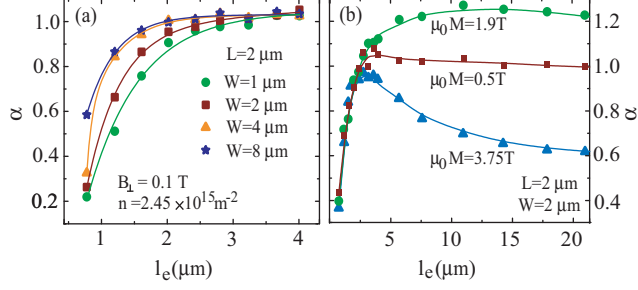 (a)
α
1.0
0.8
0.6
0.4
0.2
L=2 μm
W=1 μm
W=2 μm
W=4 μm
W=8 μm
B⊥=0.1 T
n=2.45 ×10¹⁵m⁻²
1 2 3 4
lₑ(μm)
(b)
μ₀M=1.9T
μ₀M=0.5T
μ₀M=3.75T
L=2 μm
W=2 μm
1.2
1.0
0.8
0.6
0.4
α
5 10 15 20
lₑ(μm)